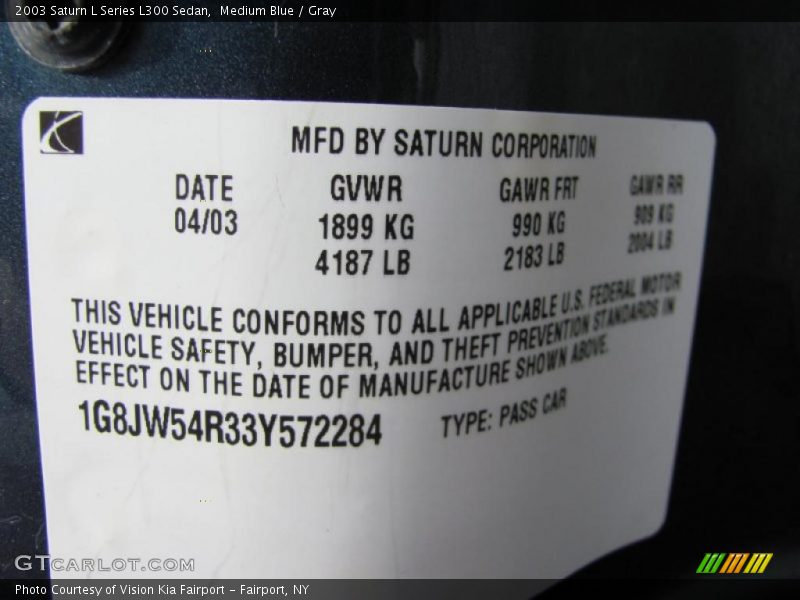 2003 Saturn L Series L300 Sedan,  Medium Blue / Gray
MFD BY SATURN CORPORATION
DATE GVWR GAWR FRT GAWR RR
04/03 1899 KG 990 KG 909 KG
4187 LB 2183 LB 2004 LB
THIS VEHICLE CONFORMS TO ALL APPLICABLE U.S. FEDERAL MOTOR
VEHICLE SAFETY, BUMPER, AND THEFT PREVENTION STANDARDS IN
EFFECT ON THE DATE OF MANUFACTURE SHOWN ABOVE.
1G8JW54R33Y572284 TYPE: PASS CAR
GTCARLOT.COM
Photo Courtesy of Vision Kia Fairport – Fairport, NY